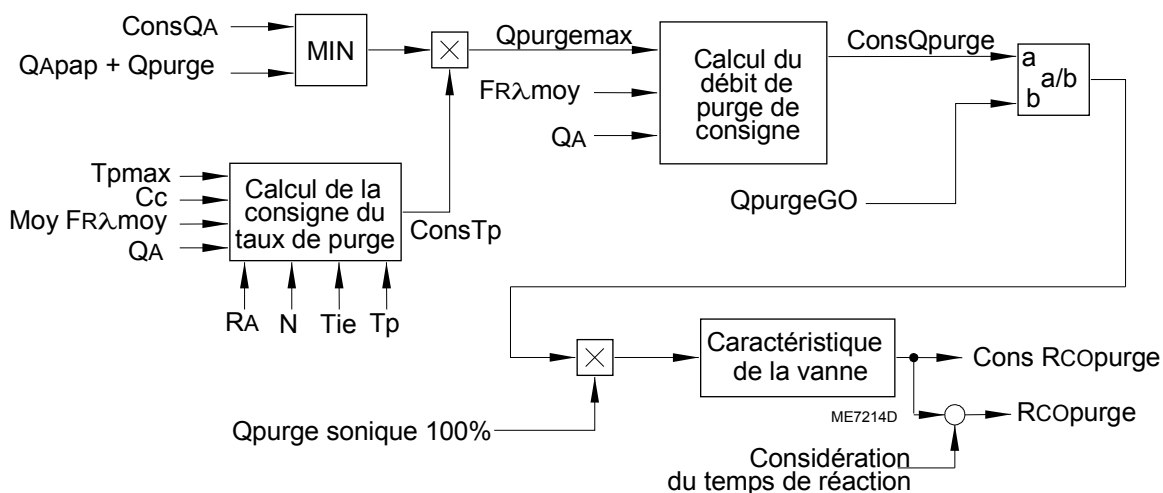 ConsQA
QApap + Qpurge
MIN
×
Qpurgemax
FRλmoy
QA
Calcul du
débit de
purge de
consigne
ConsQpurge
a
a/b
b
QpurgeGO
Tpmax
Cc
Moy FRλmoy
QA
Calcul de la
consigne du
taux de purge
ConsTp
RA N Tie Tp
×
Qpurge sonique 100%
Caractéristique
de la vanne
Cons RCOpurge
ME7214D
RCOpurge
Considération
du temps de réaction